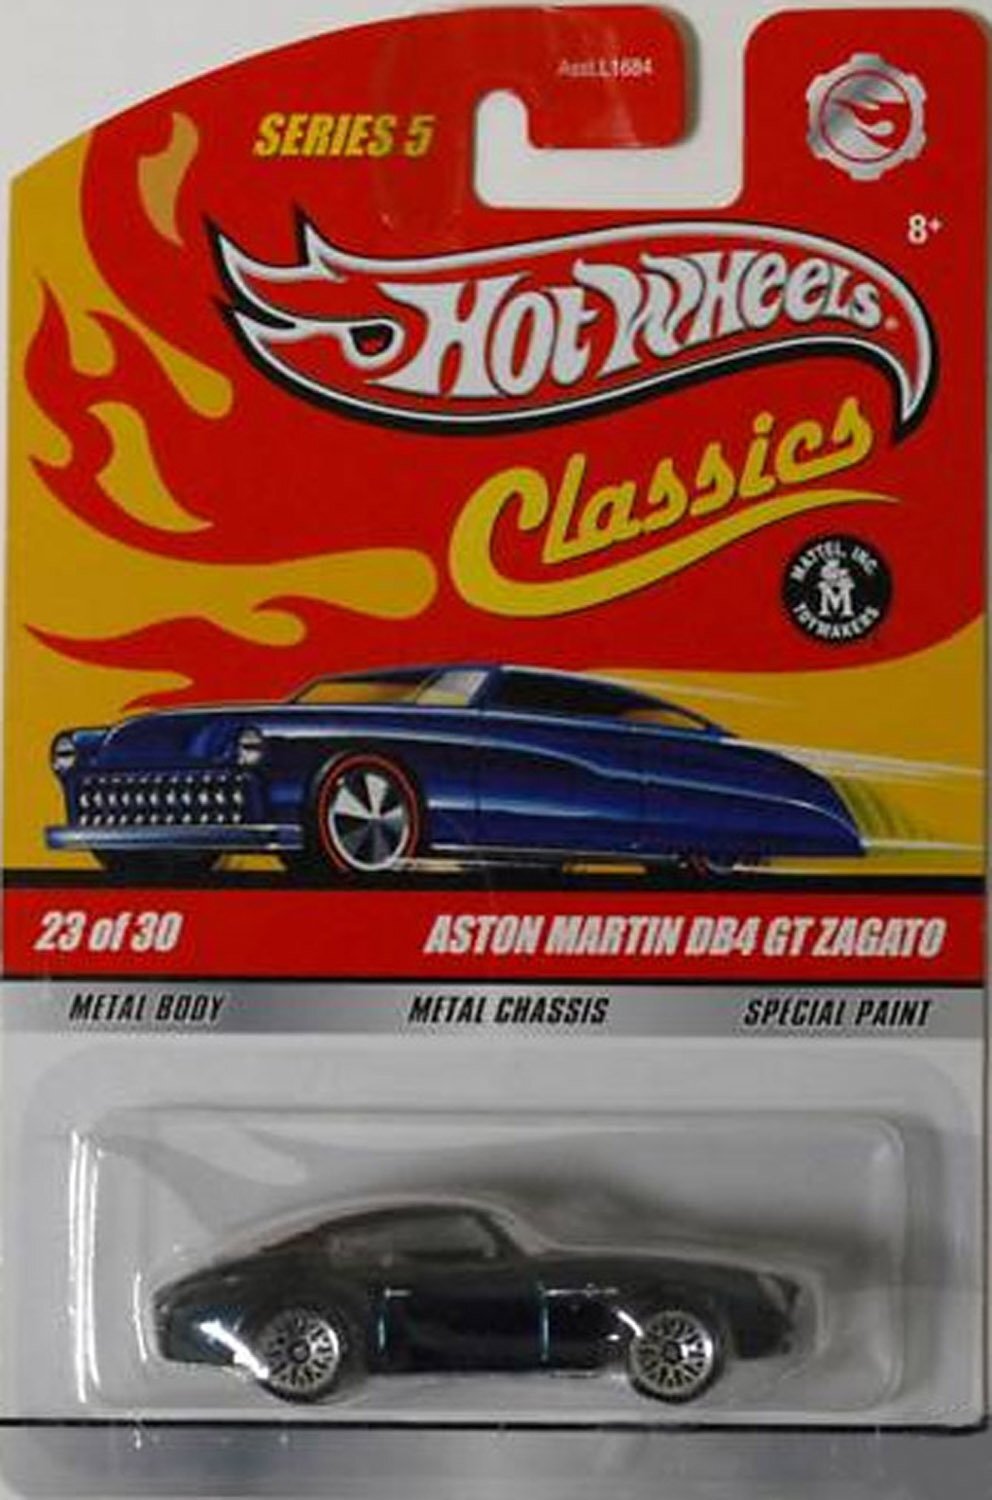 Asst.L1684
SERIES 5
8+
HOT WHEELS®
Classics
MATTEL, INC
M
TOYMAKERS
23 of 30 ASTON MARTIN DB4 GT ZAGATO
METAL BODY METAL CHASSIS SPECIAL PAINT